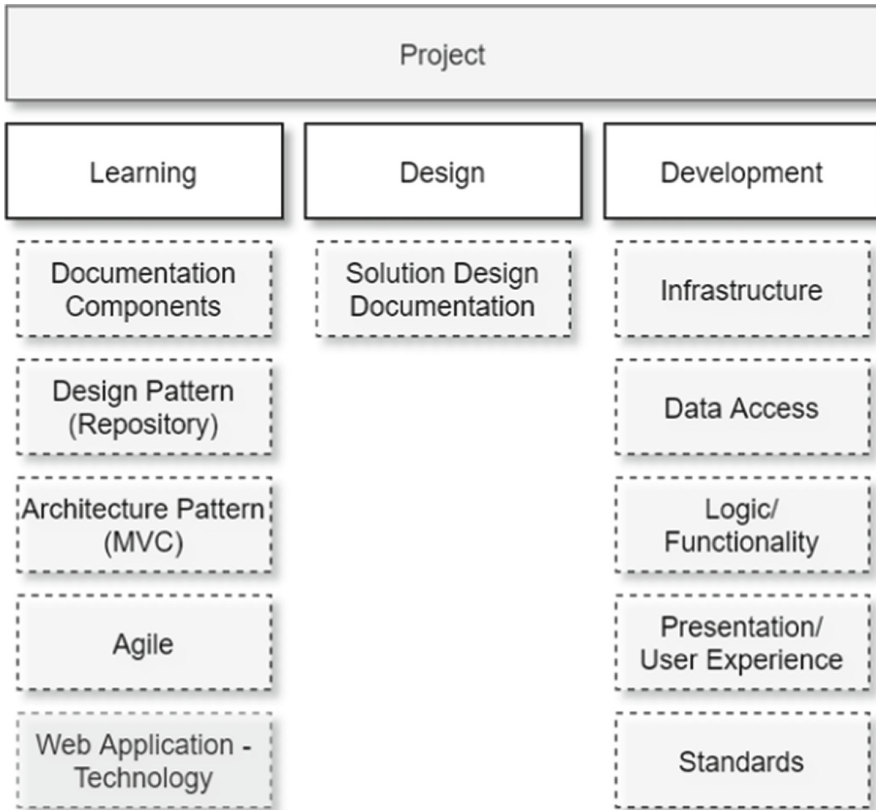 Project
Learning
Design
Development
Documentation
Components
Solution Design
Documentation
Infrastructure
Design Pattern
(Repository)
Data Access
Architecture Pattern
(MVC)
Logic/
Functionality
Agile
Presentation/
User Experience
Web Application -
Technology
Standards